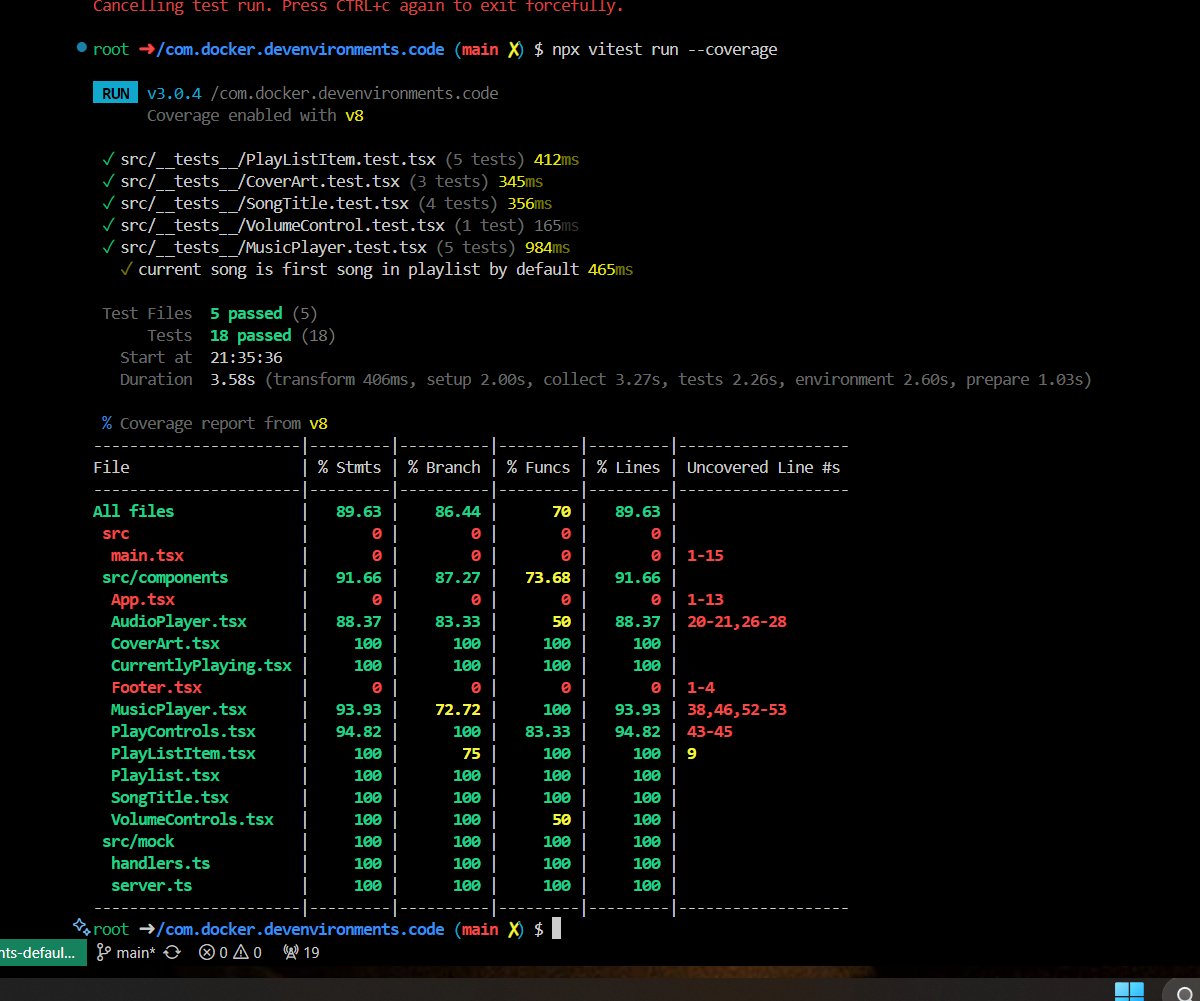 Cancelling test run. Press CTRL+c again to exit forcefully.
root ➜/com.docker.devenvironments.code (main ✗) $ npx vitest run --coverage
RUN v3.0.4 /com.docker.devenvironments.code
Coverage enabled with v8
✓ src/__tests__/PlayListItem.test.tsx (5 tests) 412ms
✓ src/__tests__/CoverArt.test.tsx (3 tests) 345ms
✓ src/__tests__/SongTitle.test.tsx (4 tests) 356ms
✓ src/__tests__/VolumeControl.test.tsx (1 test) 165ms
✓ src/__tests__/MusicPlayer.test.tsx (5 tests) 984ms
✓ current song is first song in playlist by default 465ms
Test Files 5 passed (5)
Tests 18 passed (18)
Start at 21:35:36
Duration 3.58s (transform 406ms, setup 2.00s, collect 3.27s, tests 2.26s, environment 2.60s, prepare 1.03s)
% Coverage report from v8
-----------------------|---------|----------|---------|---------|-------------------
File | % Stmts | % Branch | % Funcs | % Lines | Uncovered Line #s
-----------------------|---------|----------|---------|---------|-------------------
All files | 89.63 | 86.44 | 70 | 89.63 |
src | 0 | 0 | 0 | 0 |
main.tsx | 0 | 0 | 0 | 0 | 1-15
src/components | 91.66 | 87.27 | 73.68 | 91.66 |
App.tsx | 0 | 0 | 0 | 0 | 1-13
AudioPlayer.tsx | 88.37 | 83.33 | 50 | 88.37 | 20-21,26-28
CoverArt.tsx | 100 | 100 | 100 | 100 |
CurrentlyPlaying.tsx | 100 | 100 | 100 | 100 |
Footer.tsx | 0 | 0 | 0 | 0 | 1-4
MusicPlayer.tsx | 93.93 | 72.72 | 100 | 93.93 | 38,46,52-53
PlayControls.tsx | 94.82 | 100 | 83.33 | 94.82 | 43-45
PlayListItem.tsx | 100 | 75 | 100 | 100 | 9
Playlist.tsx | 100 | 100 | 100 | 100 |
SongTitle.tsx | 100 | 100 | 100 | 100 |
VolumeControls.tsx | 100 | 100 | 50 | 100 |
src/mock | 100 | 100 | 100 | 100 |
handlers.ts | 100 | 100 | 100 | 100 |
server.ts | 100 | 100 | 100 | 100 |
-----------------------|---------|----------|---------|---------|-------------------
root ➜/com.docker.devenvironments.code (main ✗) $
nts-defaul... main* 0 0 19